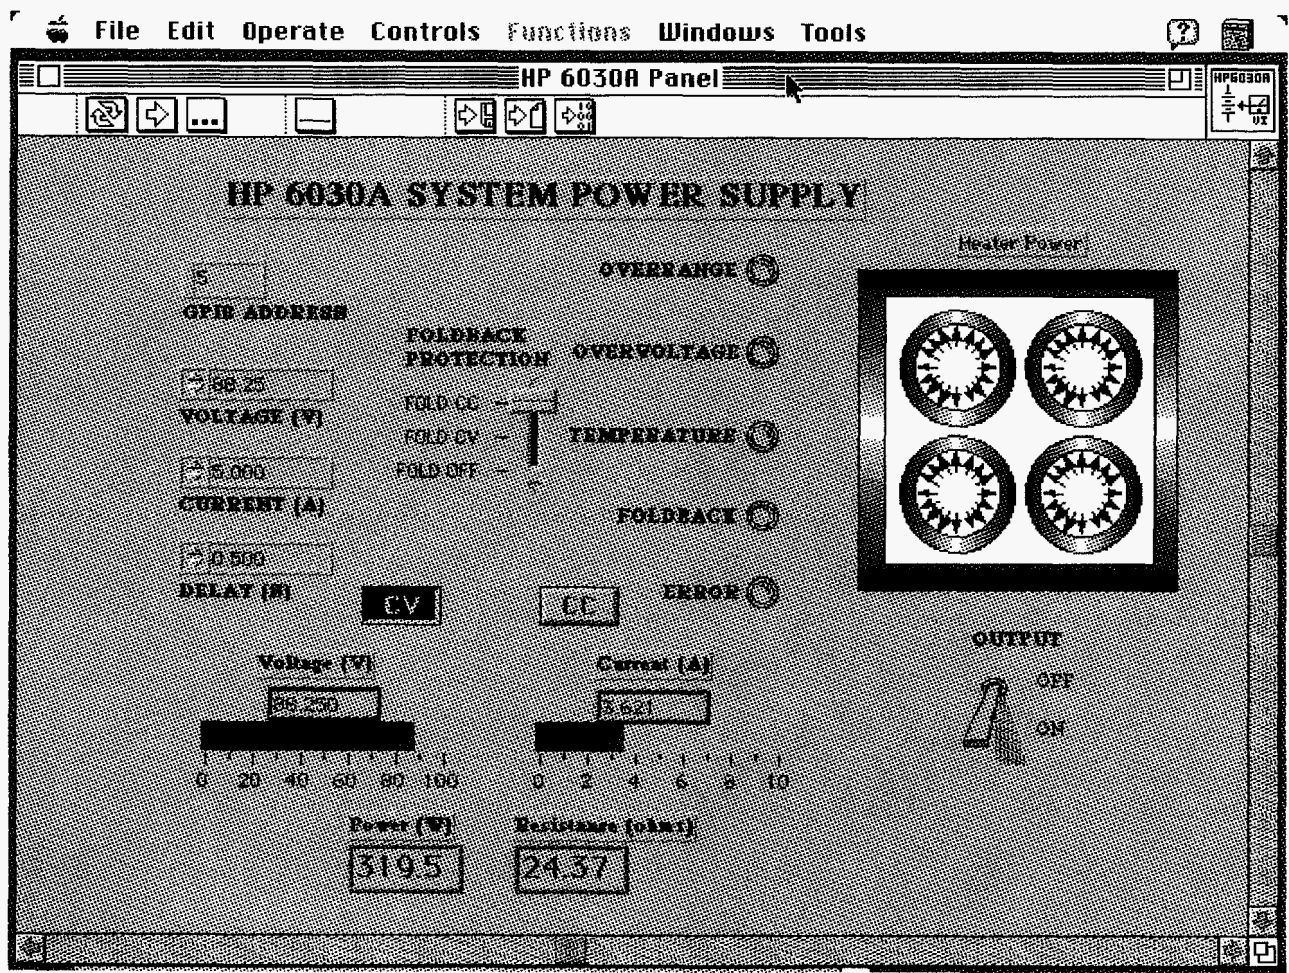 File Edit Operate Controls Functions Windows Tools
HP 6030A Panel
HP6030A
VI
HP 6030A SYSTEM POWER SUPPLY
Heater Power
5
GPIB ADDRESS
OVERRANGE
FOLDBACK
PROTECTION
OVERVOLTAGE
88.25
VOLTAGE (V)
FOLD CC
FOLD CV
FOLD OFF
TEMPERATURE
5.000
CURRENT (A)
FOLDBACK
0.500
DELAY (S)
CV
CC
ERROR
OUTPUT
OFF
ON
Voltage (V)
Current (A)
88.250
3.621
0 20 40 60 80 100
0 2 4 6 8 10
Power (W)
Resistance (ohms)
319.5
24.37